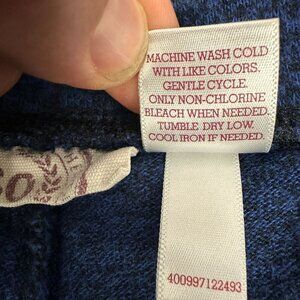 MACHINE WASH COLD
WITH LIKE COLORS.
GENTLE CYCLE.
ONLY NON-CHLORINE
BLEACH WHEN NEEDED.
TUMBLE DRY LOW.
COOL IRON IF NEEDED.
400997122493